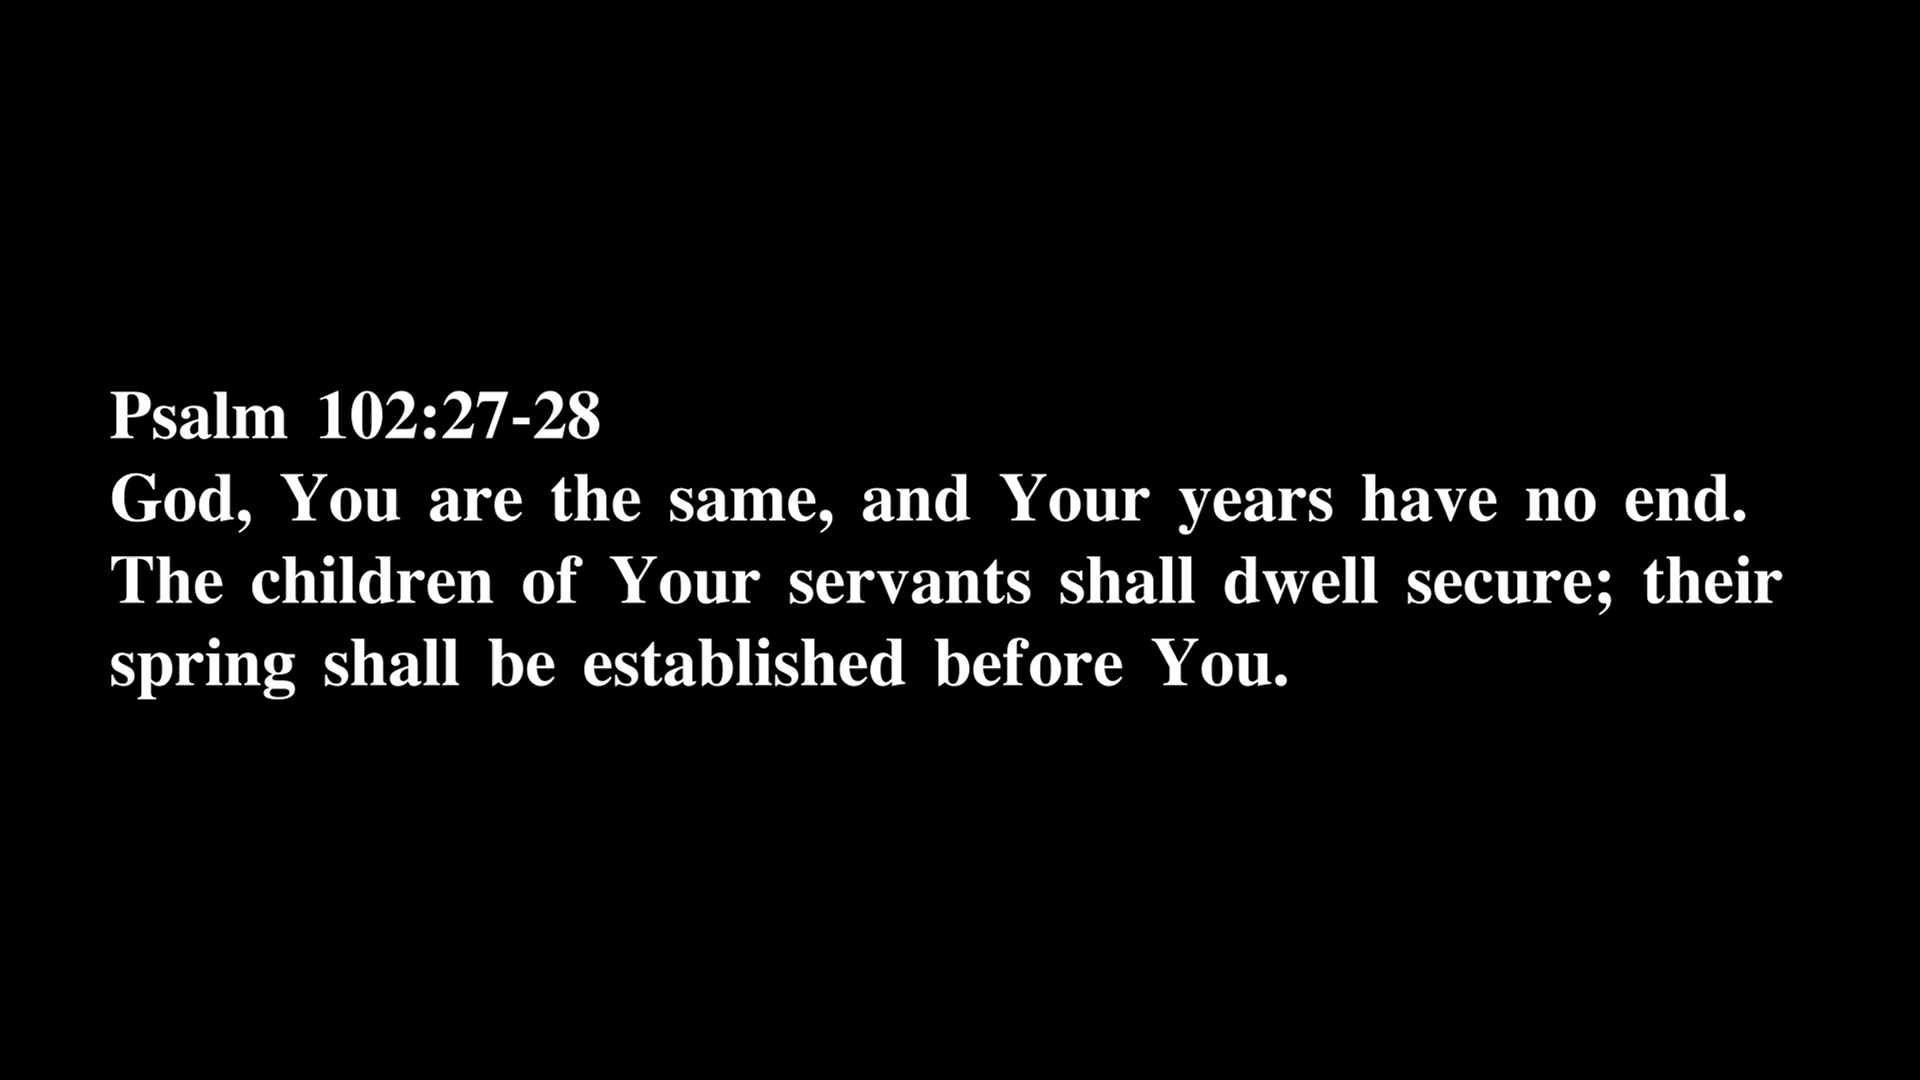 Psalm 102:27-28
God, You are the same, and Your years have no end.
The children of Your servants shall dwell secure; their
spring shall be established before You.